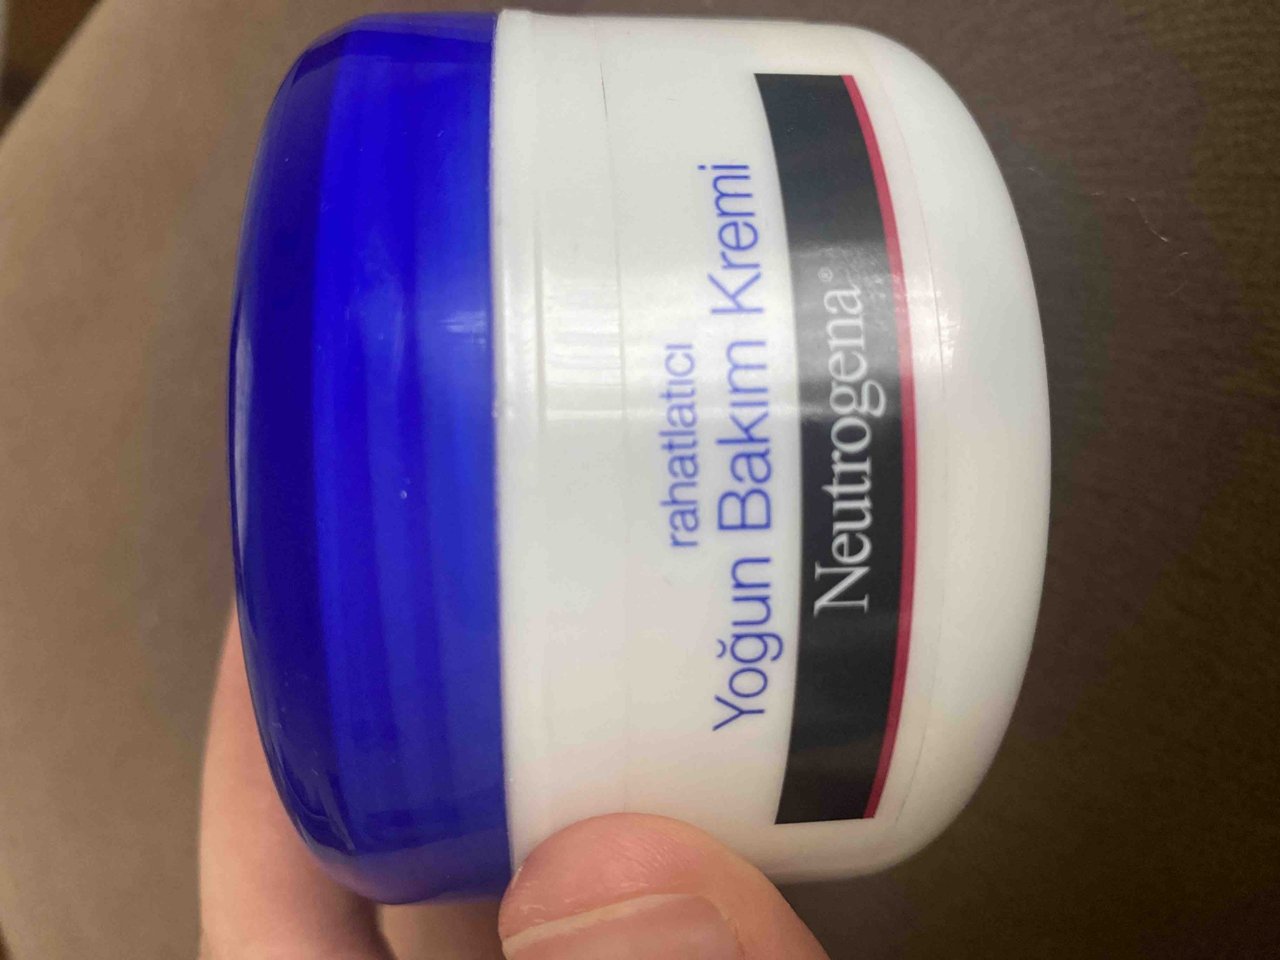 rahatlatıcı
Yoğun Bakım Kremi
Neutrogena®